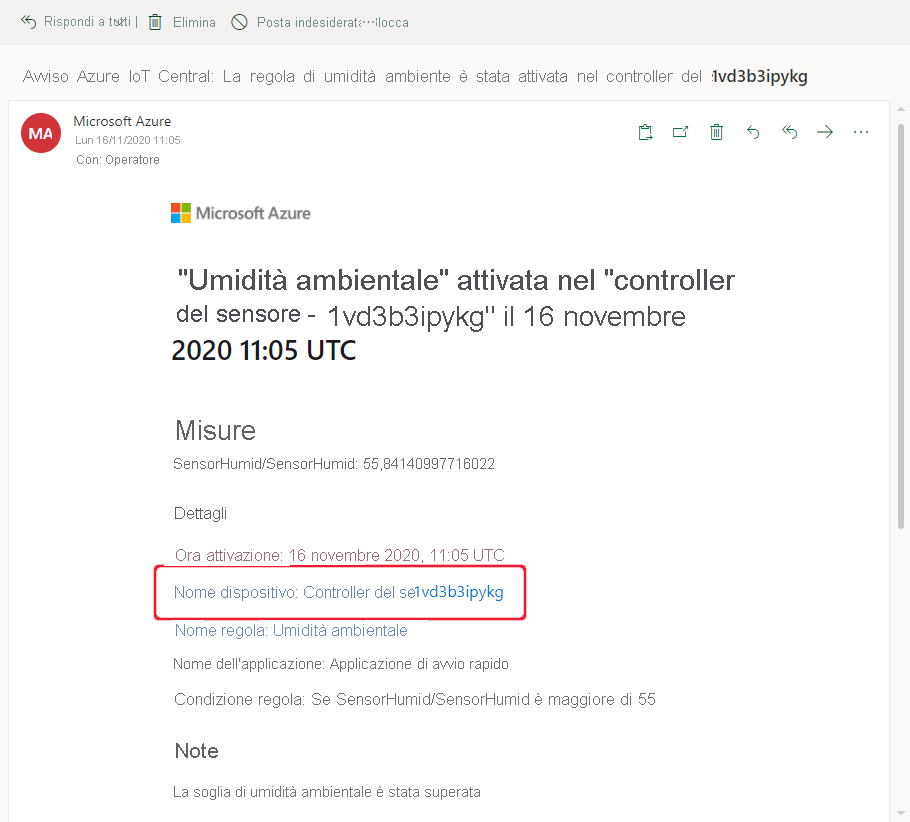 Rispondi a tutti | Elimina Posta indesiderata ··· locca
Avviso Azure IoT Central: La regola di umidità ambiente è stata attivata nel controller del 1vd3b3ipykg
MA
Microsoft Azure
Lun 16/11/2020 11:05
Con: Operatore
Microsoft Azure
"Umidità ambientale" attivata nel "controller
del sensore - 1vd3b3ipykg" il 16 novembre
2020 11:05 UTC
Misure
SensorHumid/SensorHumid: 55,84140997716022
Dettagli
Ora attivazione: 16 novembre 2020, 11:05 UTC
Nome dispositivo: Controller del se1vd3b3ipykg
Nome regola: Umidità ambientale
Nome dell'applicazione: Applicazione di avvio rapido
Condizione regola: Se SensorHumid/SensorHumid è maggiore di 55
Note
La soglia di umidità ambientale è stata superata